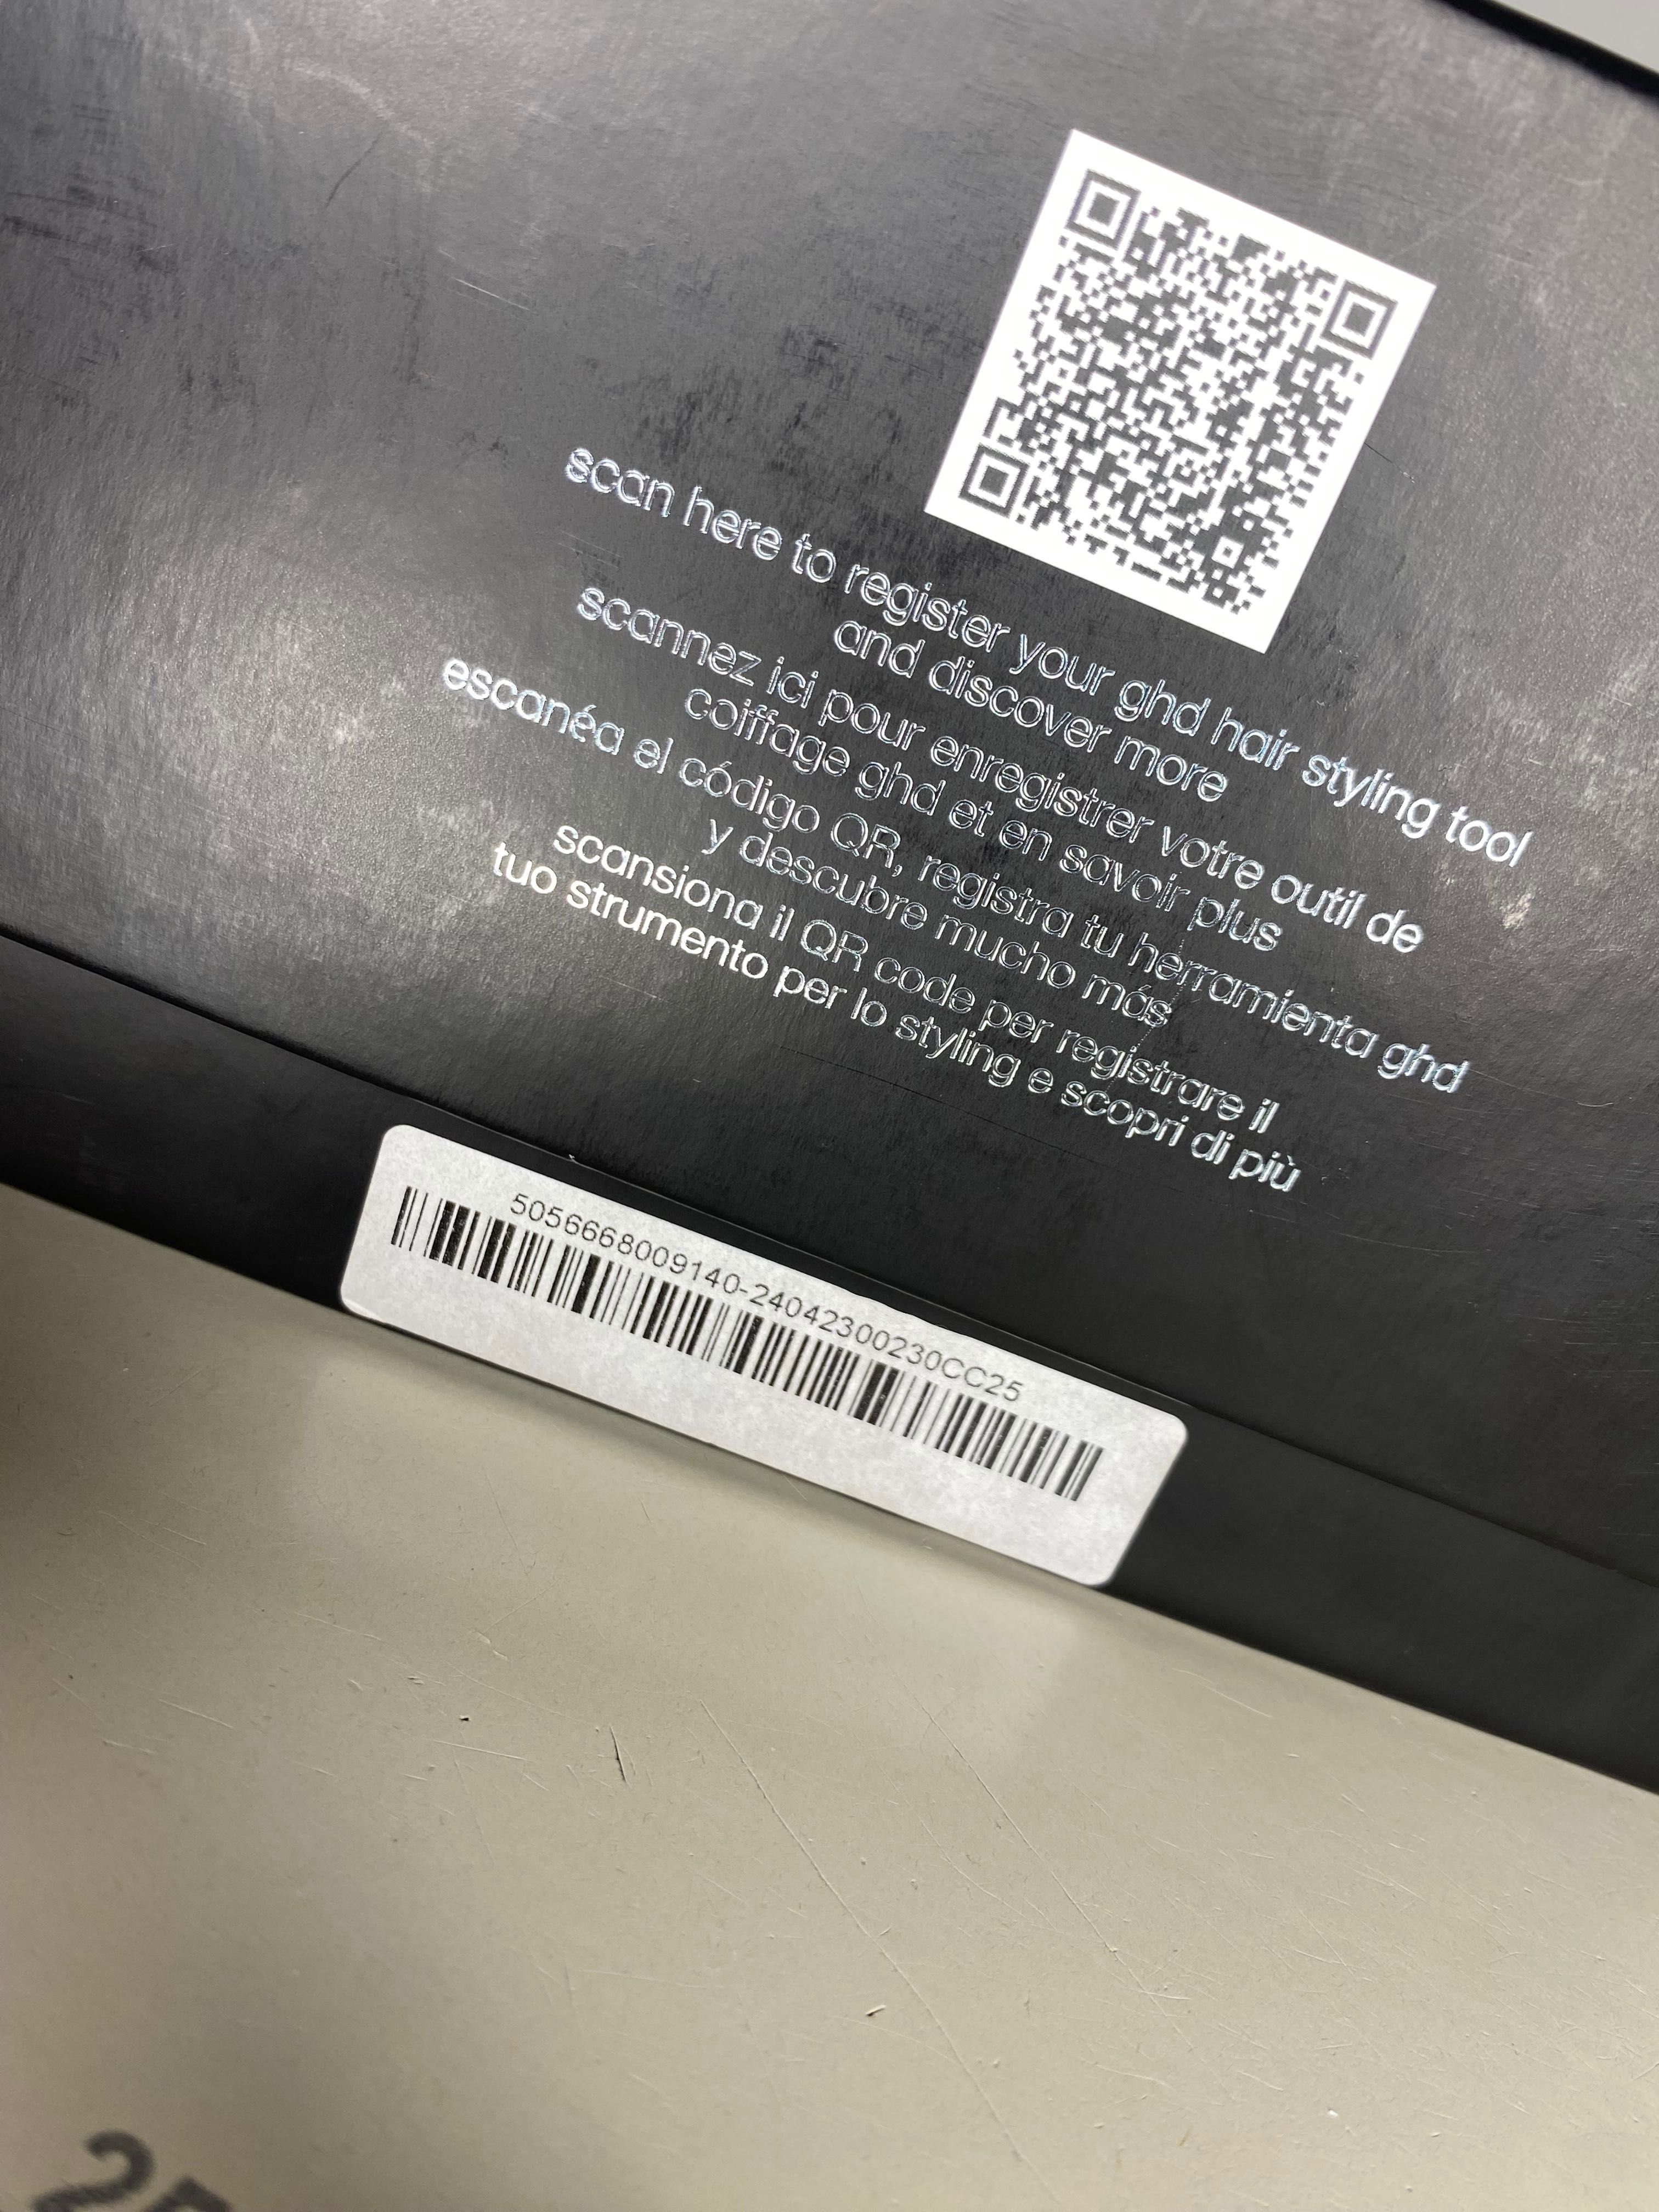 scan here to register your ghd hair styling tool
and discover more
scannez ici pour enregistrer votre outil de
coiffage ghd et en savoir plus
escanéa el código QR, registra tu herramienta ghd
y descubre mucho más
scansiona il QR code per registrare il
tuo strumento per lo styling e scopri di più
5056668009140-24042300230CC25